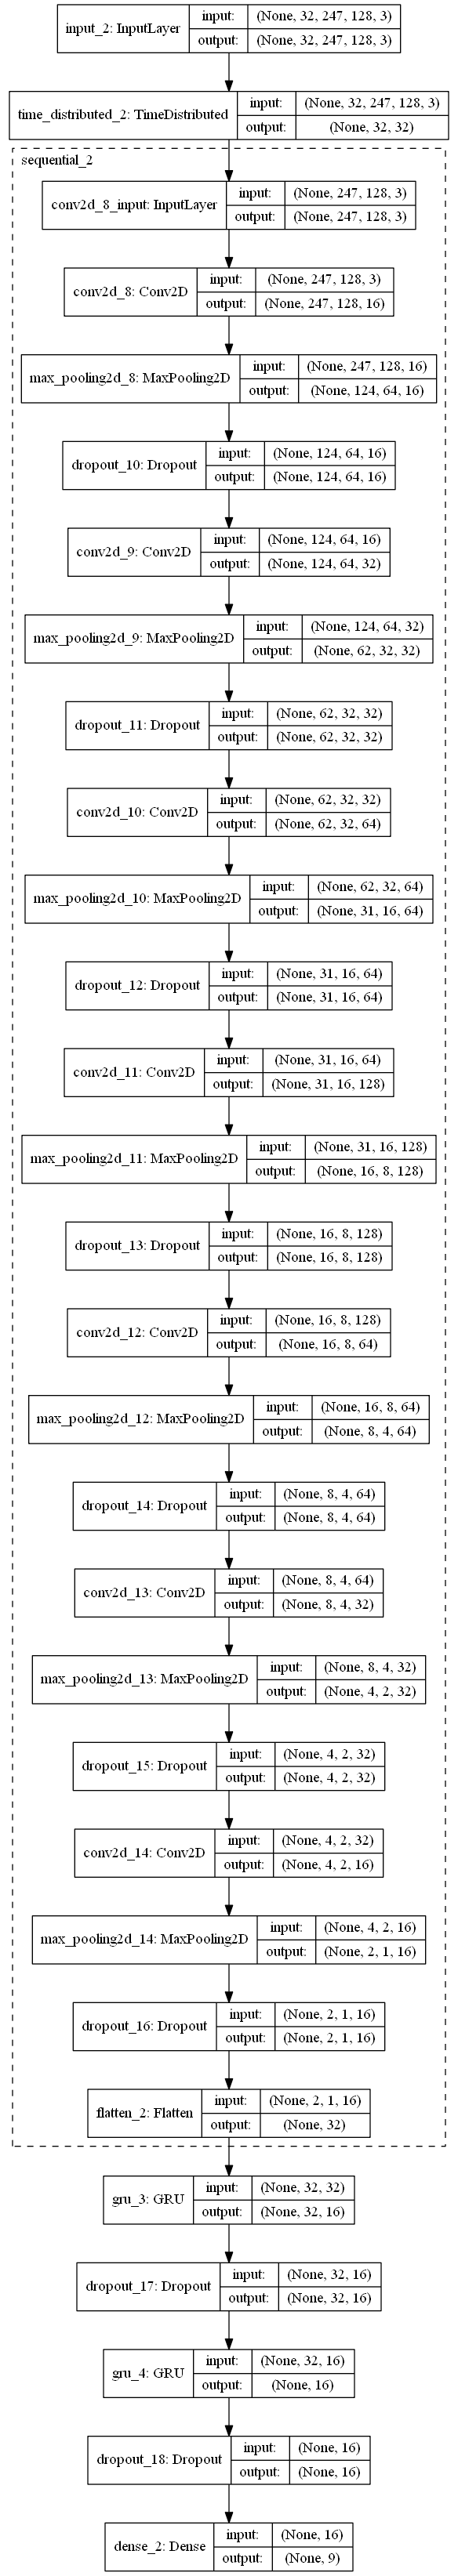 input_2: InputLayer
input: (None, 32, 247, 128, 3)
output: (None, 32, 247, 128, 3)
time_distributed_2: TimeDistributed
input: (None, 32, 247, 128, 3)
output: (None, 32, 32)
sequential_2
conv2d_8_input: InputLayer
input: (None, 247, 128, 3)
output: (None, 247, 128, 3)
conv2d_8: Conv2D
input: (None, 247, 128, 3)
output: (None, 247, 128, 16)
max_pooling2d_8: MaxPooling2D
input: (None, 247, 128, 16)
output: (None, 124, 64, 16)
dropout_10: Dropout
input: (None, 124, 64, 16)
output: (None, 124, 64, 16)
conv2d_9: Conv2D
input: (None, 124, 64, 16)
output: (None, 124, 64, 32)
max_pooling2d_9: MaxPooling2D
input: (None, 124, 64, 32)
output: (None, 62, 32, 32)
dropout_11: Dropout
input: (None, 62, 32, 32)
output: (None, 62, 32, 32)
conv2d_10: Conv2D
input: (None, 62, 32, 32)
output: (None, 62, 32, 64)
max_pooling2d_10: MaxPooling2D
input: (None, 62, 32, 64)
output: (None, 31, 16, 64)
dropout_12: Dropout
input: (None, 31, 16, 64)
output: (None, 31, 16, 64)
conv2d_11: Conv2D
input: (None, 31, 16, 64)
output: (None, 31, 16, 128)
max_pooling2d_11: MaxPooling2D
input: (None, 31, 16, 128)
output: (None, 16, 8, 128)
dropout_13: Dropout
input: (None, 16, 8, 128)
output: (None, 16, 8, 128)
conv2d_12: Conv2D
input: (None, 16, 8, 128)
output: (None, 16, 8, 64)
max_pooling2d_12: MaxPooling2D
input: (None, 16, 8, 64)
output: (None, 8, 4, 64)
dropout_14: Dropout
input: (None, 8, 4, 64)
output: (None, 8, 4, 64)
conv2d_13: Conv2D
input: (None, 8, 4, 64)
output: (None, 8, 4, 32)
max_pooling2d_13: MaxPooling2D
input: (None, 8, 4, 32)
output: (None, 4, 2, 32)
dropout_15: Dropout
input: (None, 4, 2, 32)
output: (None, 4, 2, 32)
conv2d_14: Conv2D
input: (None, 4, 2, 32)
output: (None, 4, 2, 16)
max_pooling2d_14: MaxPooling2D
input: (None, 4, 2, 16)
output: (None, 2, 1, 16)
dropout_16: Dropout
input: (None, 2, 1, 16)
output: (None, 2, 1, 16)
flatten_2: Flatten
input: (None, 2, 1, 16)
output: (None, 32)
gru_3: GRU
input: (None, 32, 32)
output: (None, 32, 16)
dropout_17: Dropout
input: (None, 32, 16)
output: (None, 32, 16)
gru_4: GRU
input: (None, 32, 16)
output: (None, 16)
dropout_18: Dropout
input: (None, 16)
output: (None, 16)
dense_2: Dense
input: (None, 16)
output: (None, 9)